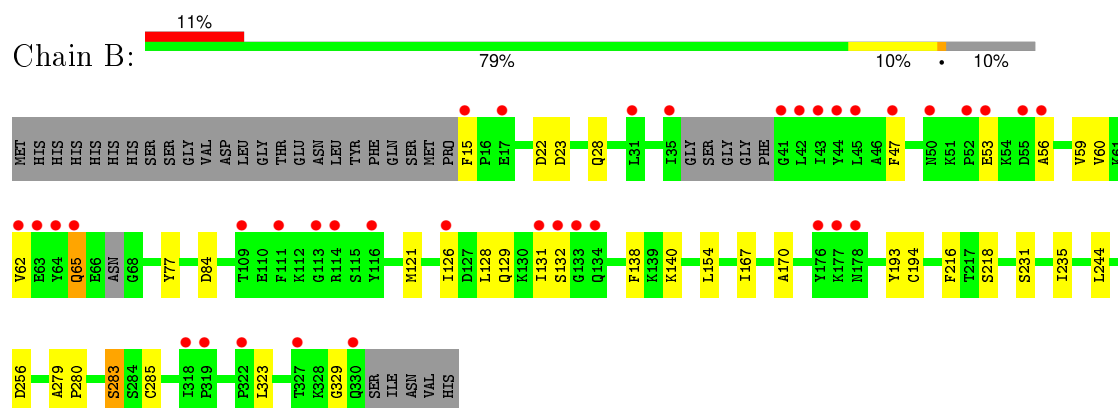 Chain B:
11%
79%
10%
•
10%
MET HIS HIS HIS HIS HIS HIS SER SER GLY VAL ASP LEU GLY THR GLU ASN LEU TYR PHE GLN SER MET PRQ F15 P16 E17 D22 D23 Q28 L31 I35 GLY SER GLY GLY PHE G41 L42 I43 Y44 L45 A46 F47 N50 K51 P52 E53 K54 D55 A56 V59 V60 K61
V62 E63 Y64 Q65 E66 ASN G68 Y77 D84 T109 E110 F111 K112 G113 R114 S115 Y116 M121 I126 D127 L128 Q129 K130 I131 S132 G133 Q134 F138 K139 K140 L154 I167 A170 Y176 K177 N178 Y193 C194 F216 T217 S218 S231 I235 L244
D256 A279 P280 S283 S284 C285 I318 P319 P322 L323 T327 K328 G329 Q330 SER ILE ASN VAL HIS